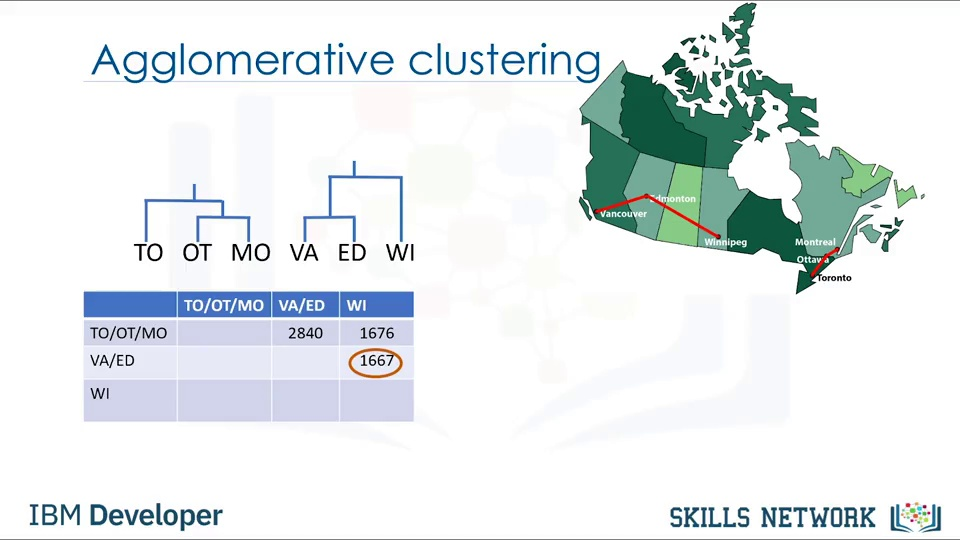 Agglomerative clustering
TO OT MO VA ED WI
TO/OT/MO VA/ED WI
TO/OT/MO 2840 1676
VA/ED 1667
WI
Edmonton
Vancouver
Winnipeg
Montreal
Ottawa
Toronto
IBM Developer
SKILLS NETWORK